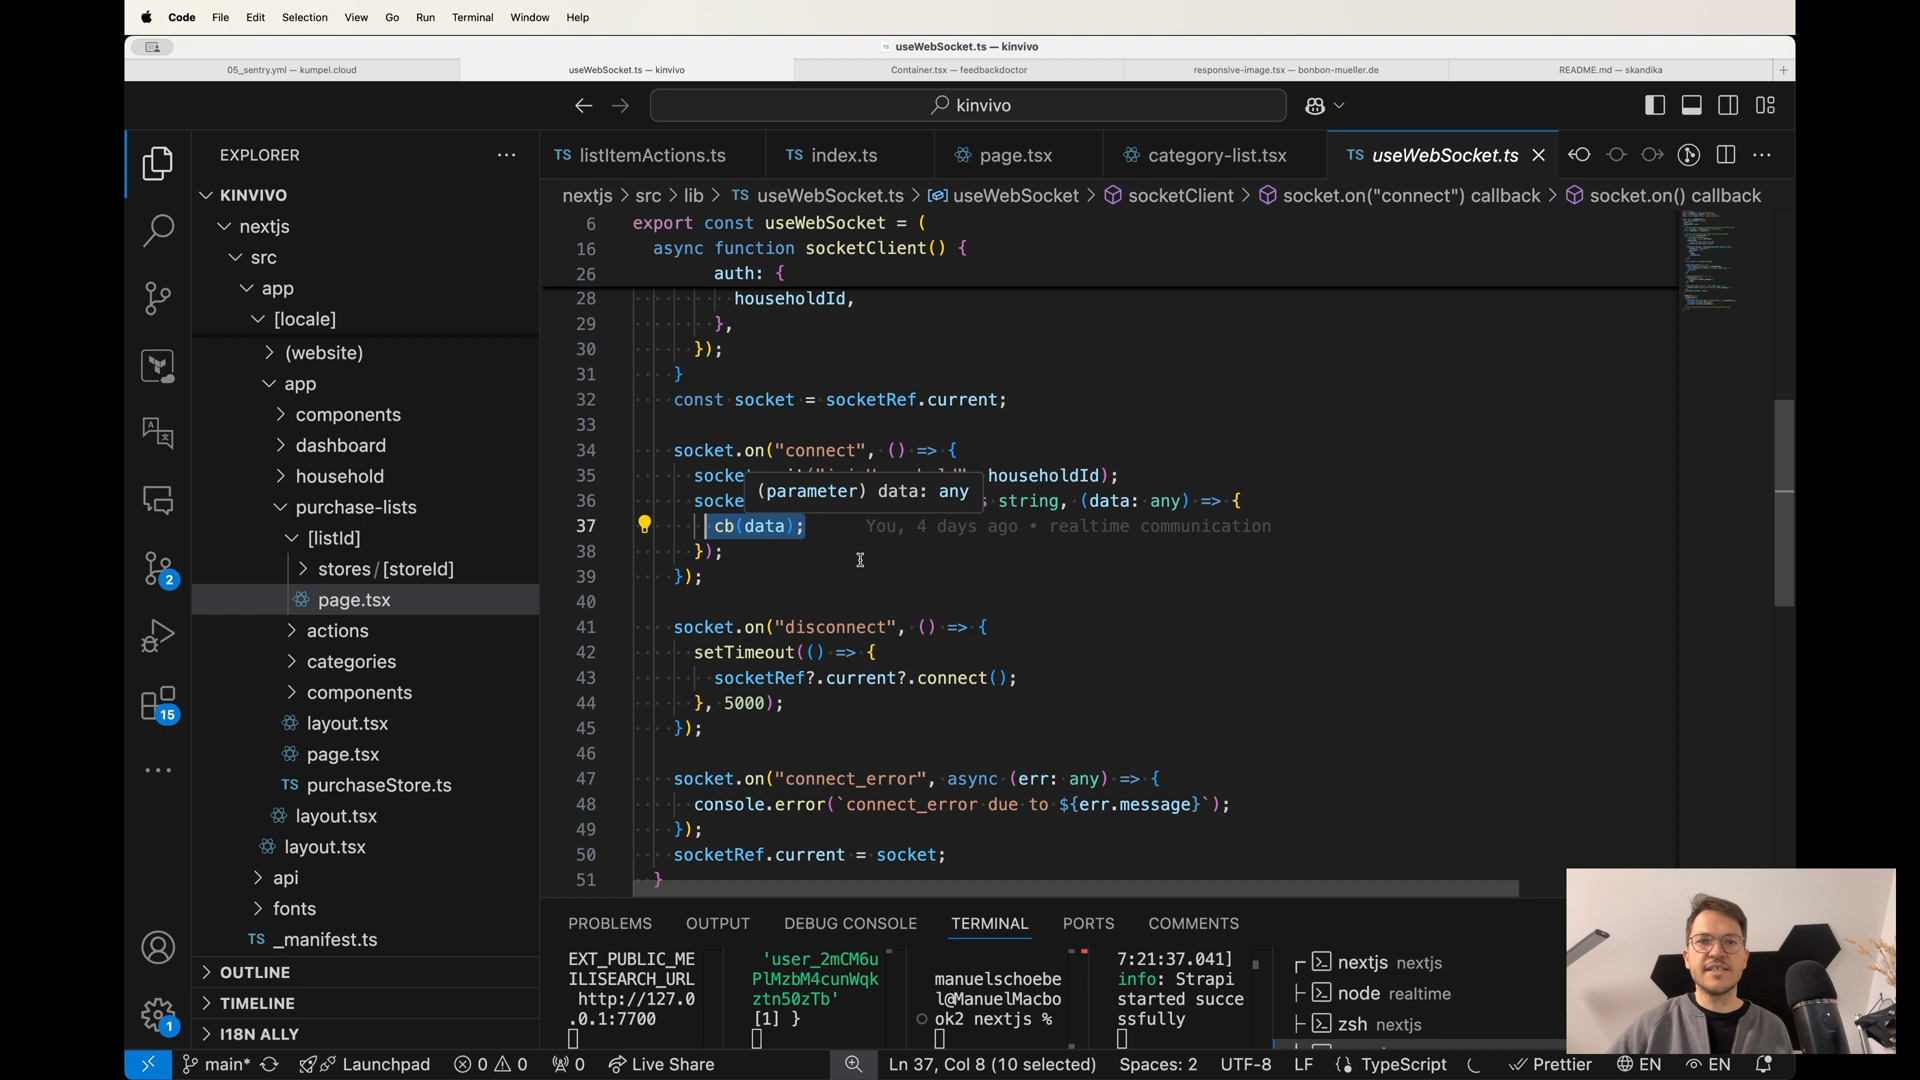 Code File Edit Selection View Go Run Terminal Window Help
useWebSocket.ts — kinvivo
05_sentry.yml — kumpel.cloud useWebSocket.ts — kinvivo Container.tsx — feedbackdoctor responsive-image.tsx — bonbon-mueller.de README.md — skandika
kinvivo
EXPLORER
listItemActions.ts index.ts page.tsx category-list.tsx useWebSocket.ts
nextjs > src > lib > TS useWebSocket.ts > useWebSocket > socketClient > socket.on("connect") callback > socket.on() callback
KINVIVO
nextjs
src
app
[locale]
(website)
app
components
dashboard
household
purchase-lists
[listId]
stores/[storeId]
page.tsx
actions
categories
components
layout.tsx
page.tsx
TS purchaseStore.ts
layout.tsx
layout.tsx
api
fonts
TS _manifest.ts
OUTLINE
TIMELINE
I18N ALLY
2
15
1
6 export const useWebSocket = (
16 async function socketClient() {
26 auth: {
28 householdId,
29 },
30 });
31 }
32 const socket = socketRef.current;
33
34 socket.on("connect", () => {
35 socke householdId);
36 socke string, (data: any) => {
(parameter) data: any
37 cb(data); You, 4 days ago • realtime communication
38 });
39 });
40
41 socket.on("disconnect", () => {
42 setTimeout(() => {
43 socketRef?.current?.connect();
44 }, 5000);
45 });
46
47 socket.on("connect_error", async (err: any) => {
48 console.error(`connect_error due to ${err.message}`);
49 });
50 socketRef.current = socket;
51 }
PROBLEMS OUTPUT DEBUG CONSOLE TERMINAL PORTS COMMENTS
EXT_PUBLIC_ME
ILISEARCH_URL
http://127.0
.0.1:7700
'user_2mCM6u
PlMzbM4cunWqk
ztn50zTb'
[1] }
manuelschoebe
l@ManuelMacbo
ok2 nextjs %
7:21:37.041]
info: Strapi
started succe
ssfully
nextjs nextjs
node realtime
zsh nextjs
main* Launchpad 0 0 0 Live Share Ln 37, Col 8 (10 selected) Spaces: 2 UTF-8 LF TypeScript Prettier EN EN